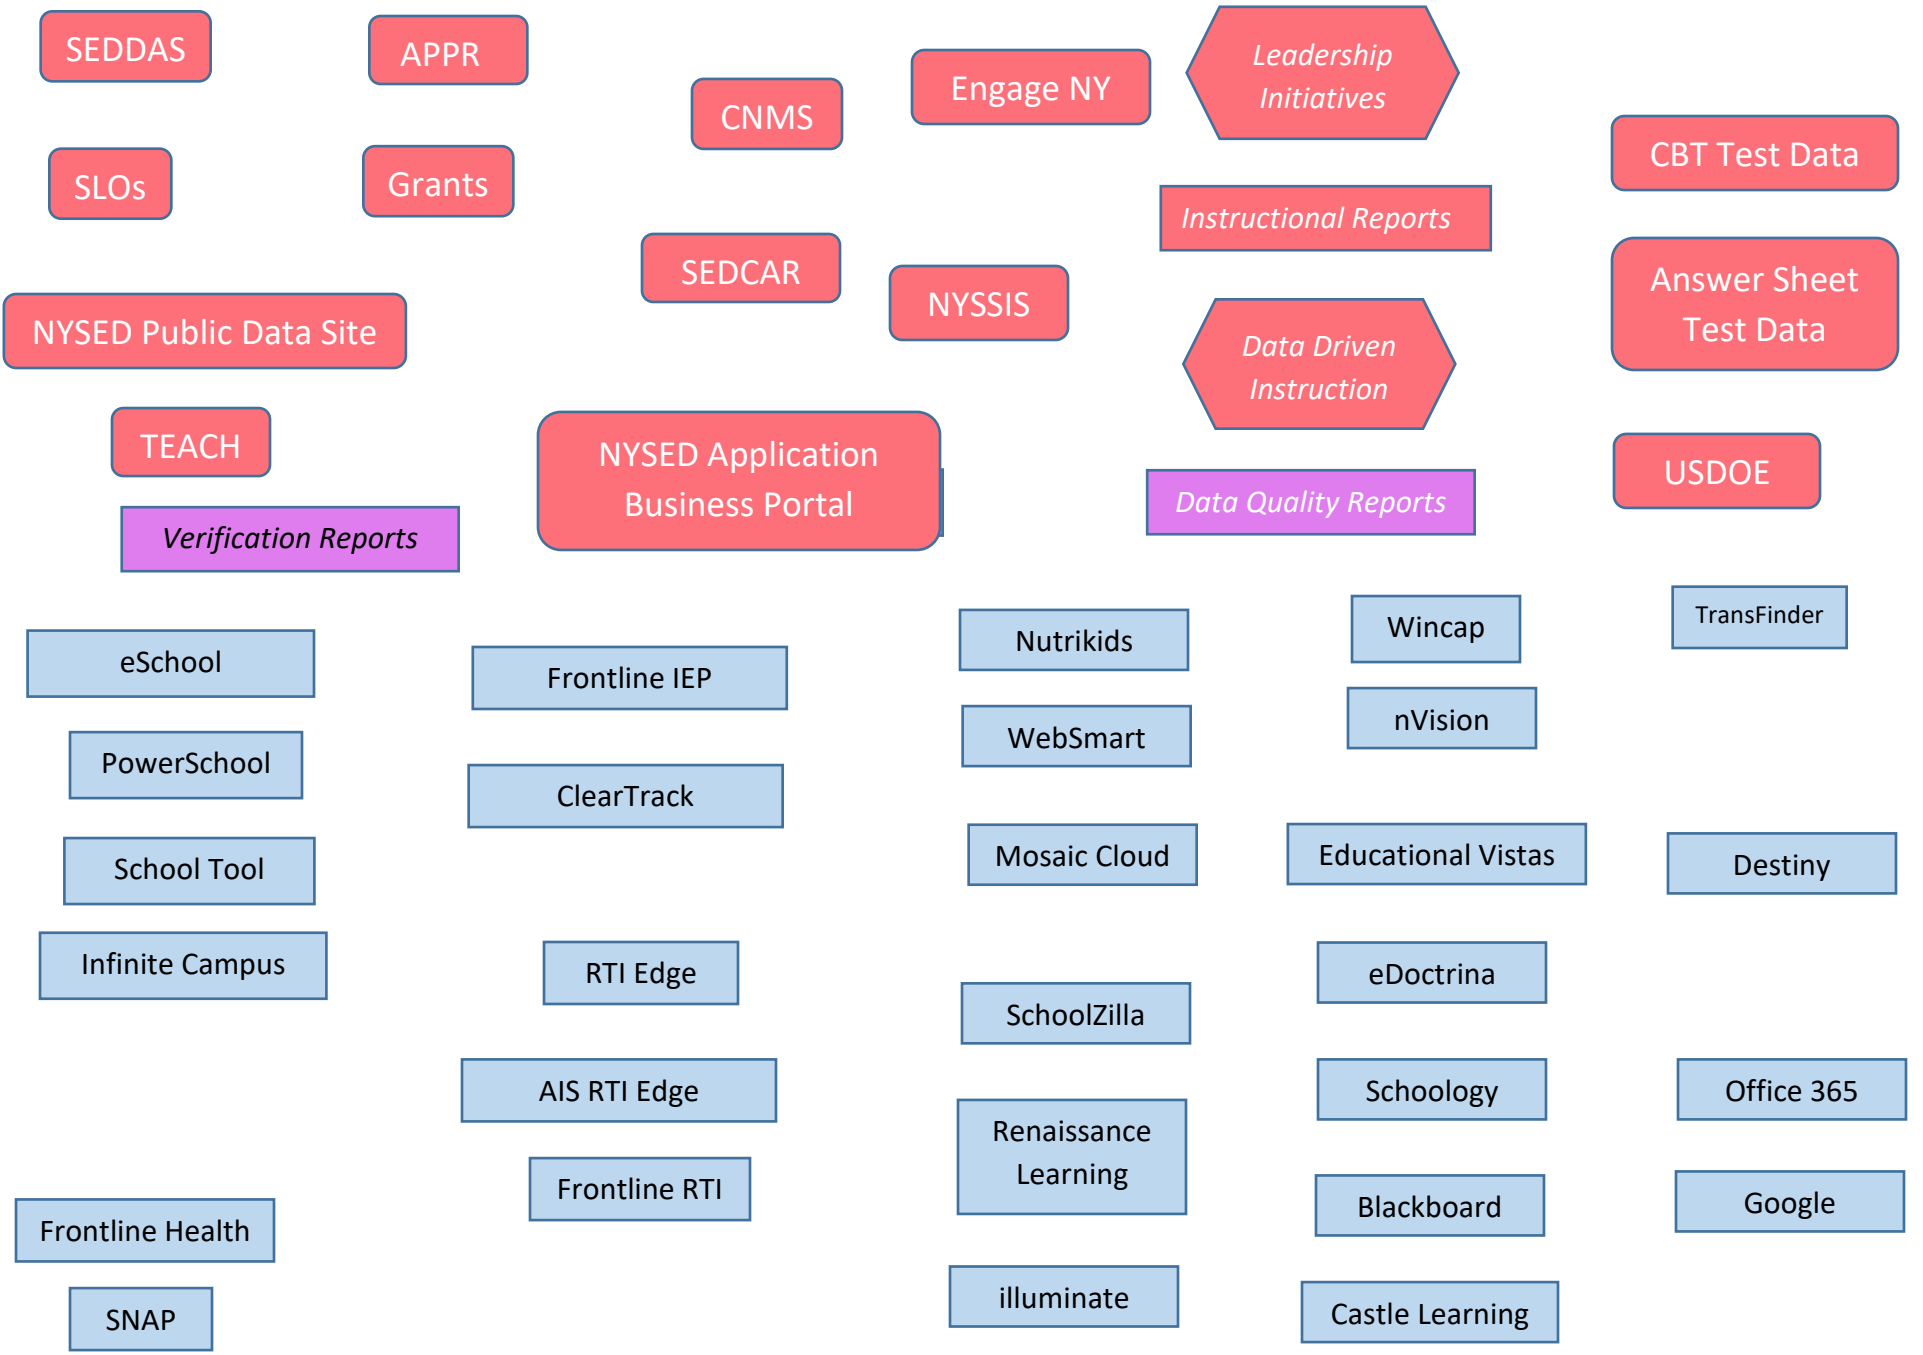 SEDDAS
APPR
CNMS
Engage NY
Leadership
Initiatives
CBT Test Data
SLOs
Grants
Instructional Reports
SEDCAR
NYSSIS
Answer Sheet
Test Data
NYSED Public Data Site
Data Driven
Instruction
TEACH
NYSED Application
Business Portal
USDOE
Data Quality Reports
Verification Reports
TransFinder
Wincap
Nutrikids
eSchool
Frontline IEP
nVision
WebSmart
PowerSchool
ClearTrack
Mosaic Cloud
Educational Vistas
Destiny
School Tool
Infinite Campus
RTI Edge
eDoctrina
SchoolZilla
AIS RTI Edge
Schoology
Office 365
Renaissance
Learning
Frontline RTI
Blackboard
Google
Frontline Health
illuminate
Castle Learning
SNAP